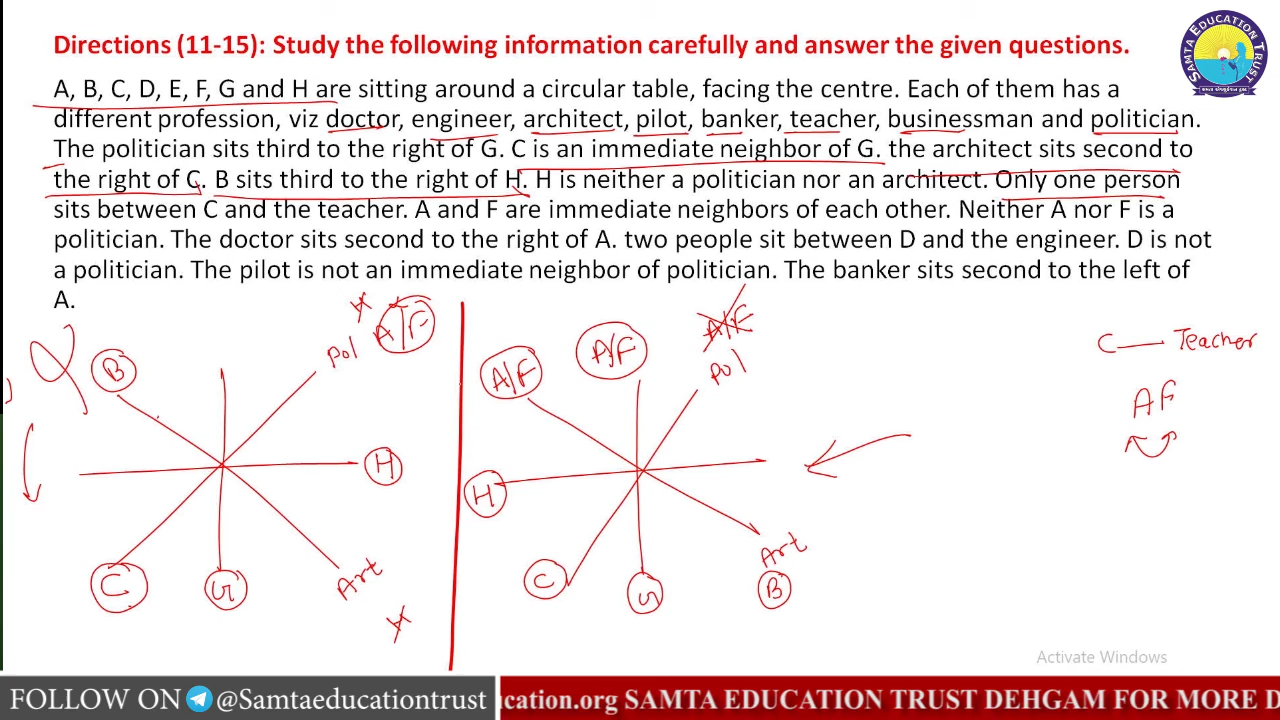 Directions (11-15): Study the following information carefully and answer the given questions.
SAMTA EDUCATION TRUST
A, B, C, D, E, F, G and H are sitting around a circular table, facing the centre. Each of them has a
different profession, viz doctor, engineer, architect, pilot, banker, teacher, businessman and politician.
The politician sits third to the right of G. C is an immediate neighbor of G. the architect sits second to
the right of C. B sits third to the right of H. H is neither a politician nor an architect. Only one person
sits between C and the teacher. A and F are immediate neighbors of each other. Neither A nor F is a
politician. The doctor sits second to the right of A. two people sit between D and the engineer. D is not
a politician. The pilot is not an immediate neighbor of politician. The banker sits second to the left of
A.
B
Pol A/F
H
C
G
Art
A/F
A/F
A/F
Pol
H
C
G
Art
B
C — Teacher
AF
Activate Windows
FOLLOW ON @Samtaeducationtrust
cation.org SAMTA EDUCATION TRUST DEHGAM FOR MORE D